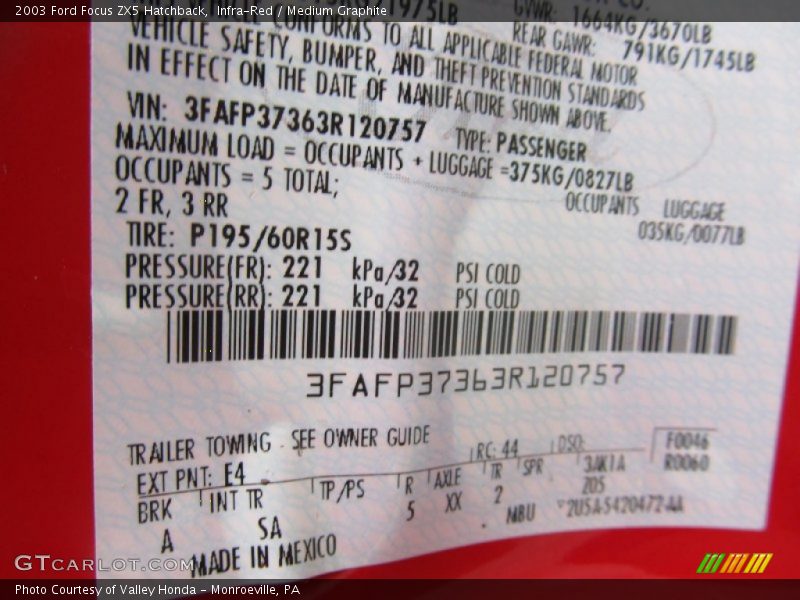 2003 Ford Focus ZX5 Hatchback, Infra-Red / Medium Graphite
1975LB GVWR: 1664KG/3670LB
REAR GAWR: 791KG/1745LB
CONFORMS TO ALL APPLICABLE FEDERAL MOTOR
VEHICLE SAFETY, BUMPER, AND THEFT PREVENTION STANDARDS
IN EFFECT ON THE DATE OF MANUFACTURE SHOWN ABOVE.
VIN: 3FAFP37363R120757 TYPE: PASSENGER
MAXIMUM LOAD = OCCUPANTS + LUGGAGE =375KG/0827LB
OCCUPANTS = 5 TOTAL; OCCUPANTS LUGGAGE
2 FR, 3 RR 035KG/0077LB
TIRE: P195/60R15S
PRESSURE(FR): 221 kPa/32 PSI COLD
PRESSURE(RR): 221 kPa/32 PSI COLD
3FAFP37363R120757
TRAILER TOWING - SEE OWNER GUIDE
EXT PNT: E4 RC: 44 DSO: F0046
R0060
BRK INT TR TP/PS R AXLE TR SPR 3AK1A
A SA 5 XX 2 205
MADE IN MEXICO MBU *2U5A-5420472-AA
GTCARLOT.COM
Photo Courtesy of Valley Honda - Monroeville, PA